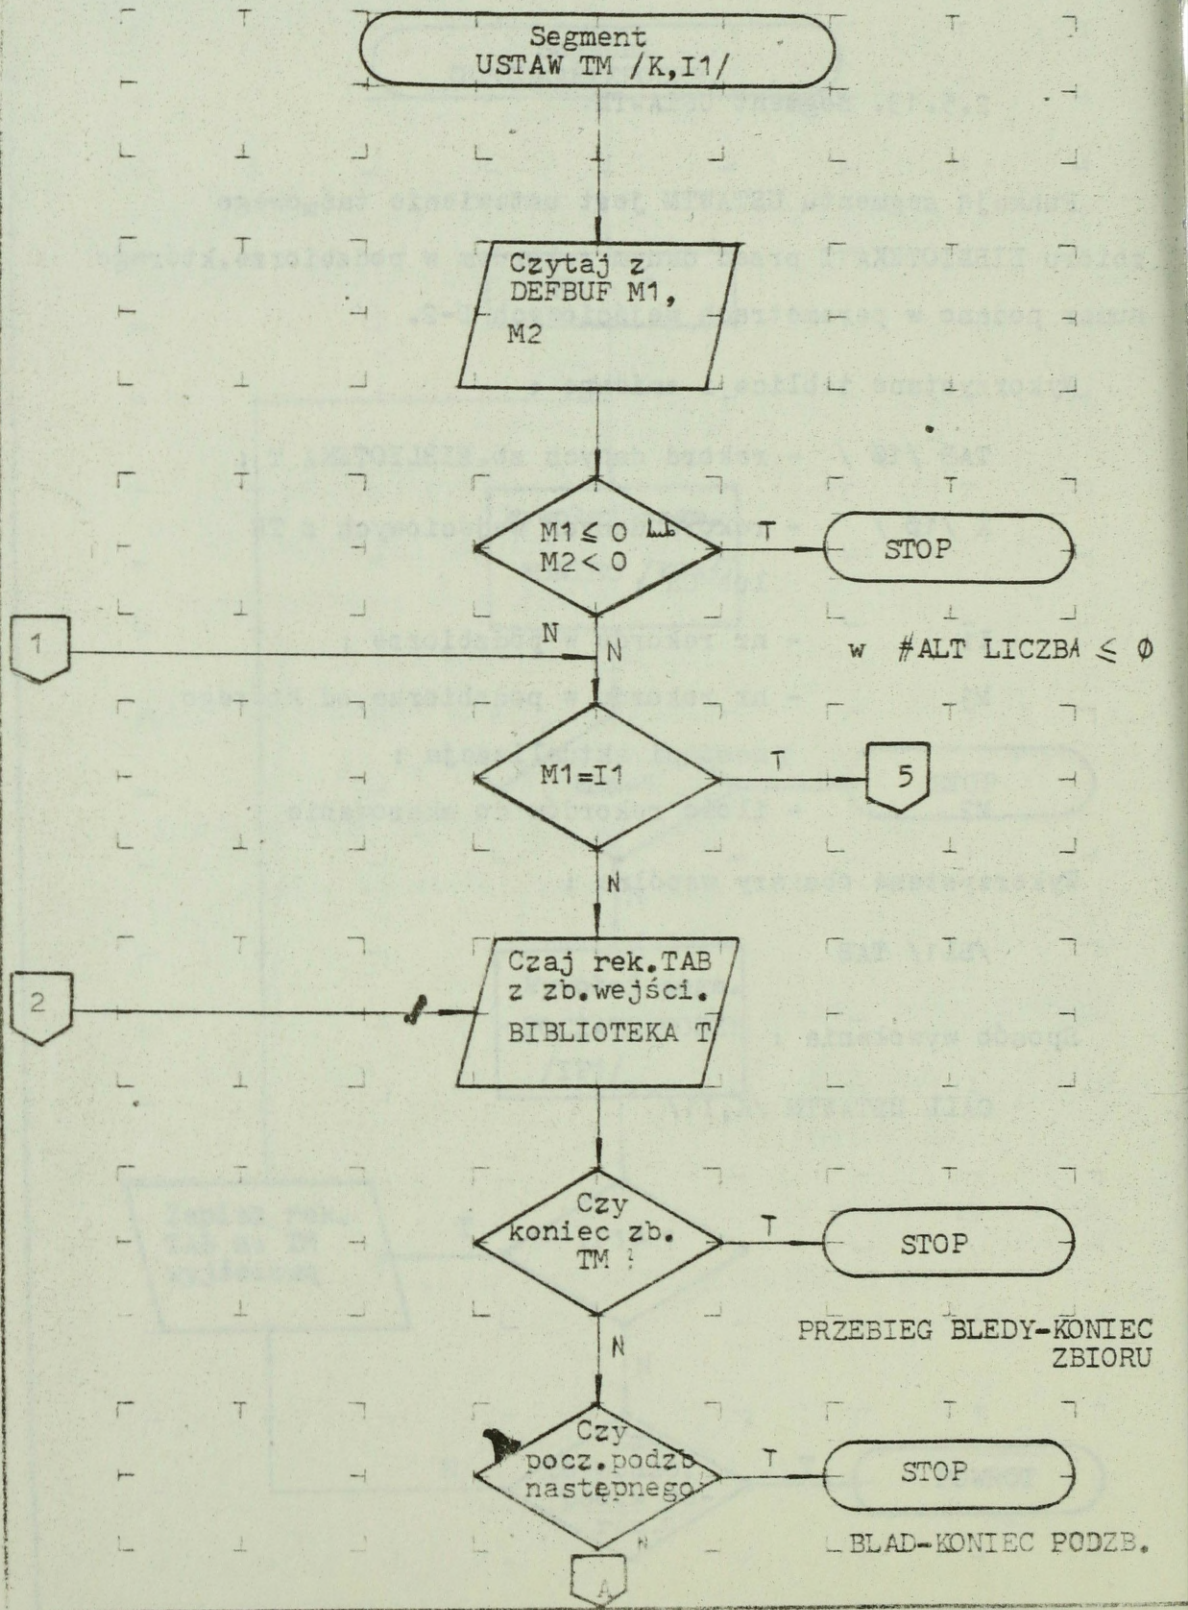 Segment
USTAW TM /K,I1/
Czytaj z
DEFBUF M1,
M2
M1 ≤ 0 lub
M2 < 0
T
STOP
N
1
N
w #ALT LICZBA ≤ Ø
M1=I1
T
5
N
Czaj rek.TAB
z zb.wejści.
BIBLIOTEKA T
2
Czy
koniec zb.
TM ?
T
STOP
PRZEBIEG BLEDY-KONIEC
ZBIORU
N
Czy
pocz.podzb
następnego
T
STOP
BLAD-KONIEC PODZB.
N
A